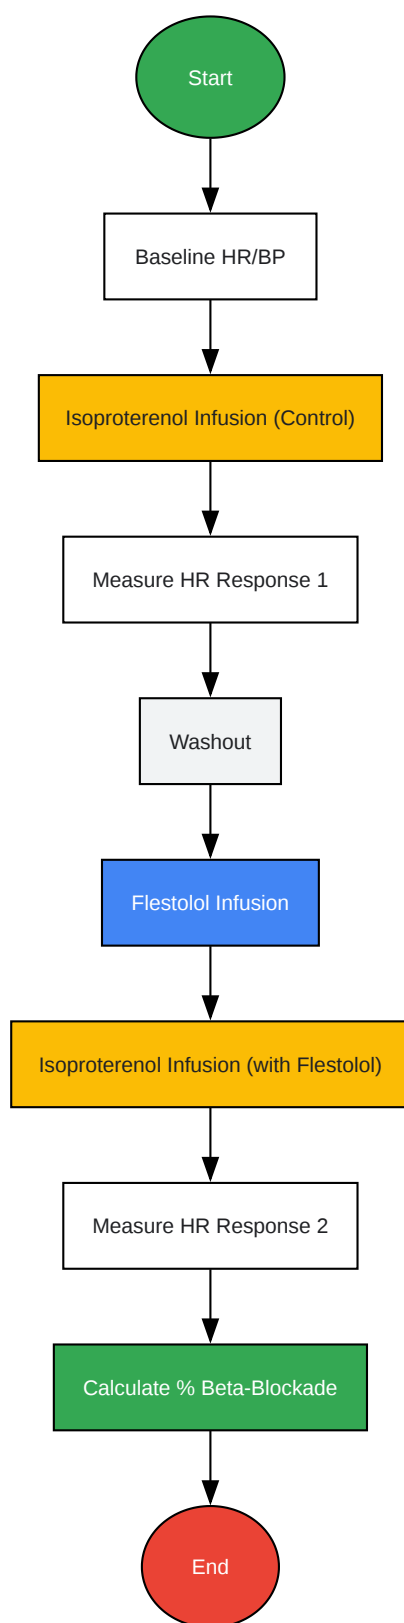 Start
Baseline HR/BP
Isoproterenol Infusion (Control)
Measure HR Response 1
Washout
Flestolol Infusion
Isoproterenol Infusion (with Flestolol)
Measure HR Response 2
Calculate % Beta-Blockade
End